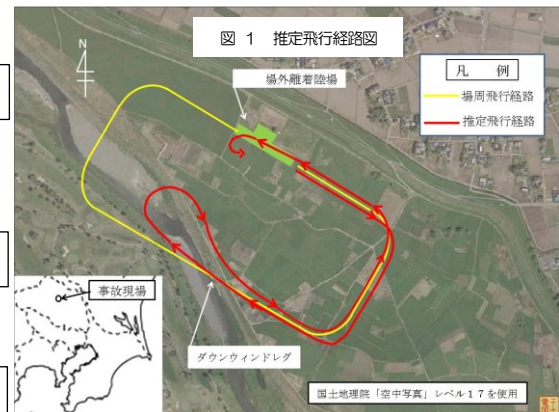 図 1 推定飛行経路図
N
4
場外離着陸場
凡 例
場周飛行経路
推定飛行経路
事故現場
ダウンウィンドレグ
国土地理院「空中写真」レベル17を使用